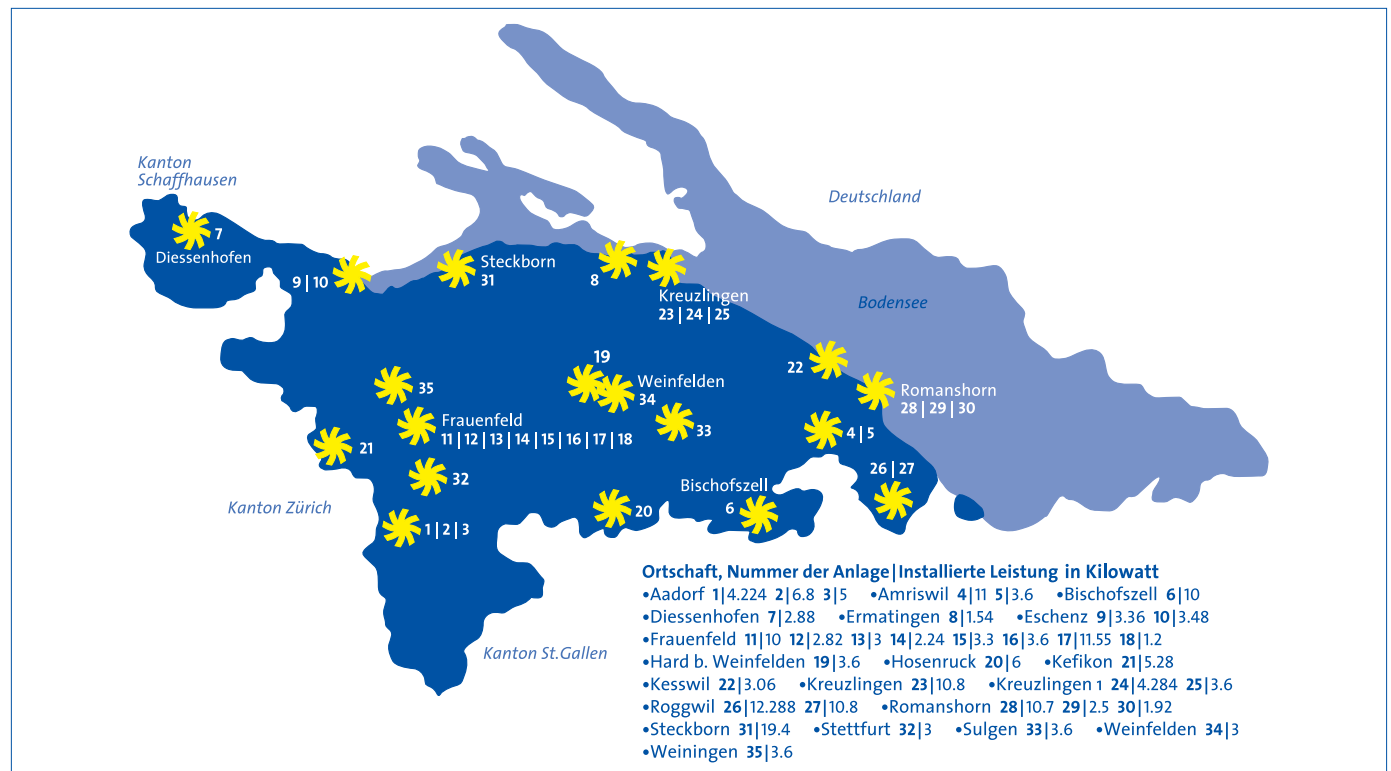 Kanton
Schaffhausen
Deutschland
7
Diessenhofen
Steckborn
31
9|10
8
Kreuzlingen
23|24|25
Bodensee
19
22
Weinfelden
34
35
Romanshorn
28|29|30
Frauenfeld
11|12|13|14|15|16|17|18
33
4|5
21
26|27
32
Bischofszell
6
Kanton Zürich
20
1|2|3
Kanton St.Gallen
Ortschaft, Nummer der Anlage|Installierte Leistung in Kilowatt
•Aadorf 1|4.224 2|6.8 3|5 •Amriswil 4|11 5|3.6 •Bischofszell 6|10
•Diessenhofen 7|2.88 •Ermatingen 8|1.54 •Eschenz 9|3.36 10|3.48
•Frauenfeld 11|10 12|2.82 13|3 14|2.24 15|3.3 16|3.6 17|11.55 18|1.2
•Hard b. Weinfelden 19|3.6 •Hosenruck 20|6 •Kefikon 21|5.28
•Kesswil 22|3.06 •Kreuzlingen 23|10.8 •Kreuzlingen 1 24|4.284 25|3.6
•Roggwil 26|12.288 27|10.8 •Romanshorn 28|10.7 29|2.5 30|1.92
•Steckborn 31|19.4 •Stettfurt 32|3 •Sulgen 33|3.6 •Weinfelden 34|3
•Weiningen 35|3.6